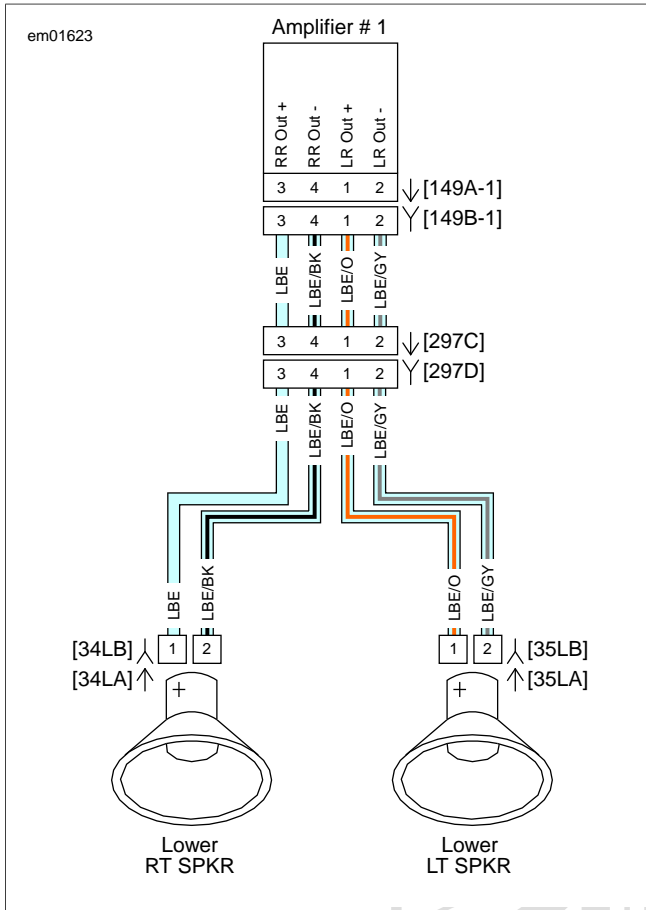 em01623
Amplifier # 1
RR Out +
RR Out -
LR Out +
LR Out -
3 4 1 2 [149A-1]
3 4 1 2 [149B-1]
LBE
LBE/BK
LBE/O
LBE/GY
3 4 1 2 [297C]
3 4 1 2 [297D]
LBE
LBE/BK
LBE/O
LBE/GY
LBE
LBE/BK
LBE/O
LBE/GY
[34LB] 1 2
1 2 [35LB]
[34LA] +
+ [35LA]
Lower
RT SPKR
Lower
LT SPKR